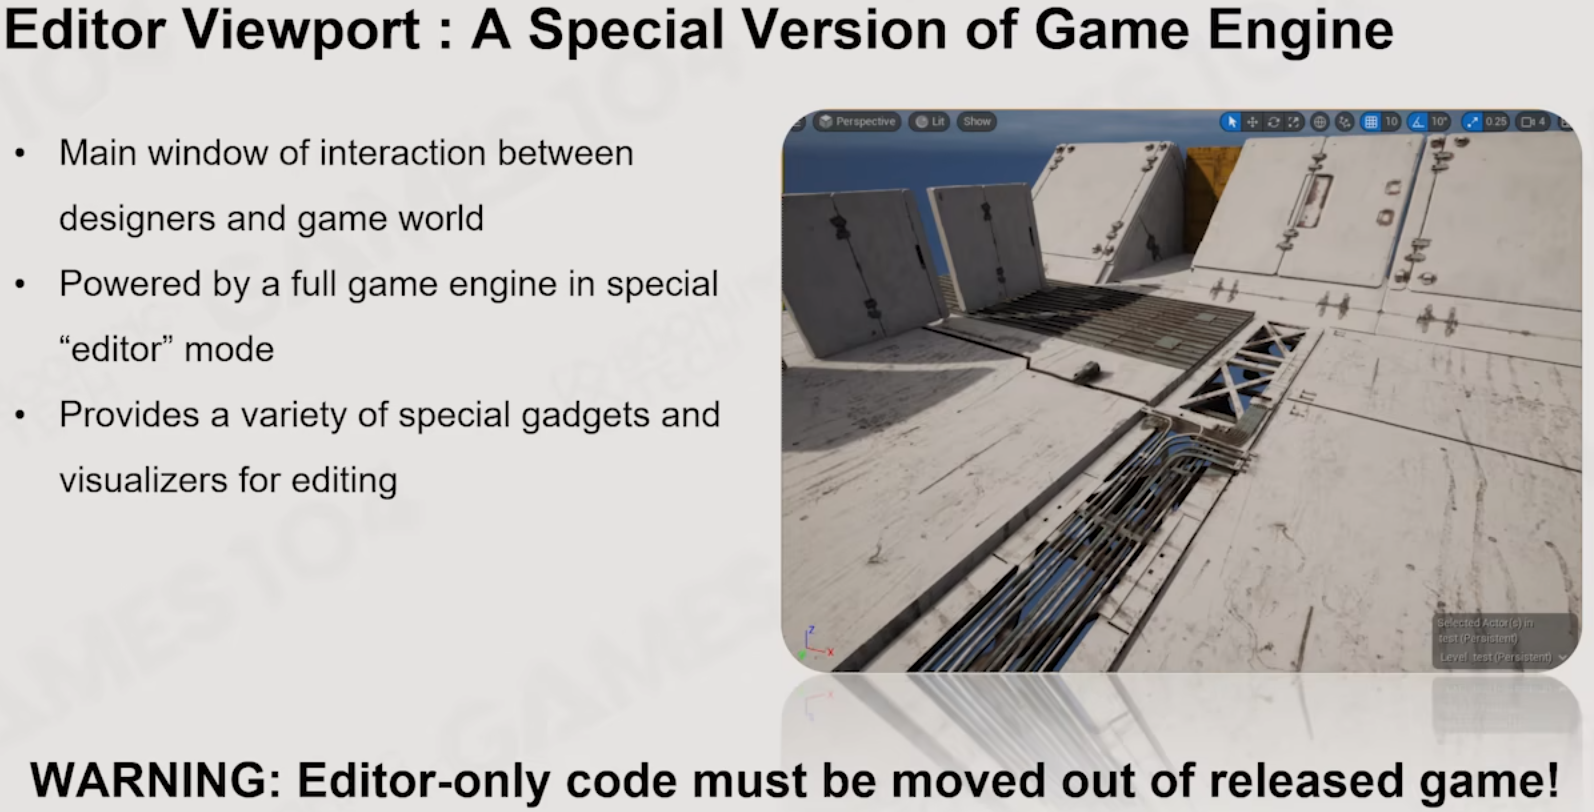 Editor Viewport : A Special Version of Game Engine
• Main window of interaction between
designers and game world
• Powered by a full game engine in special
“editor” mode
• Provides a variety of special gadgets and
visualizers for editing
Perspective Lit Show 10 10° 0.25 4
Z
X
Selected Actor(s) in
test (Persistent)
Level: test (Persistent)
WARNING: Editor-only code must be moved out of released game!
GAMES104